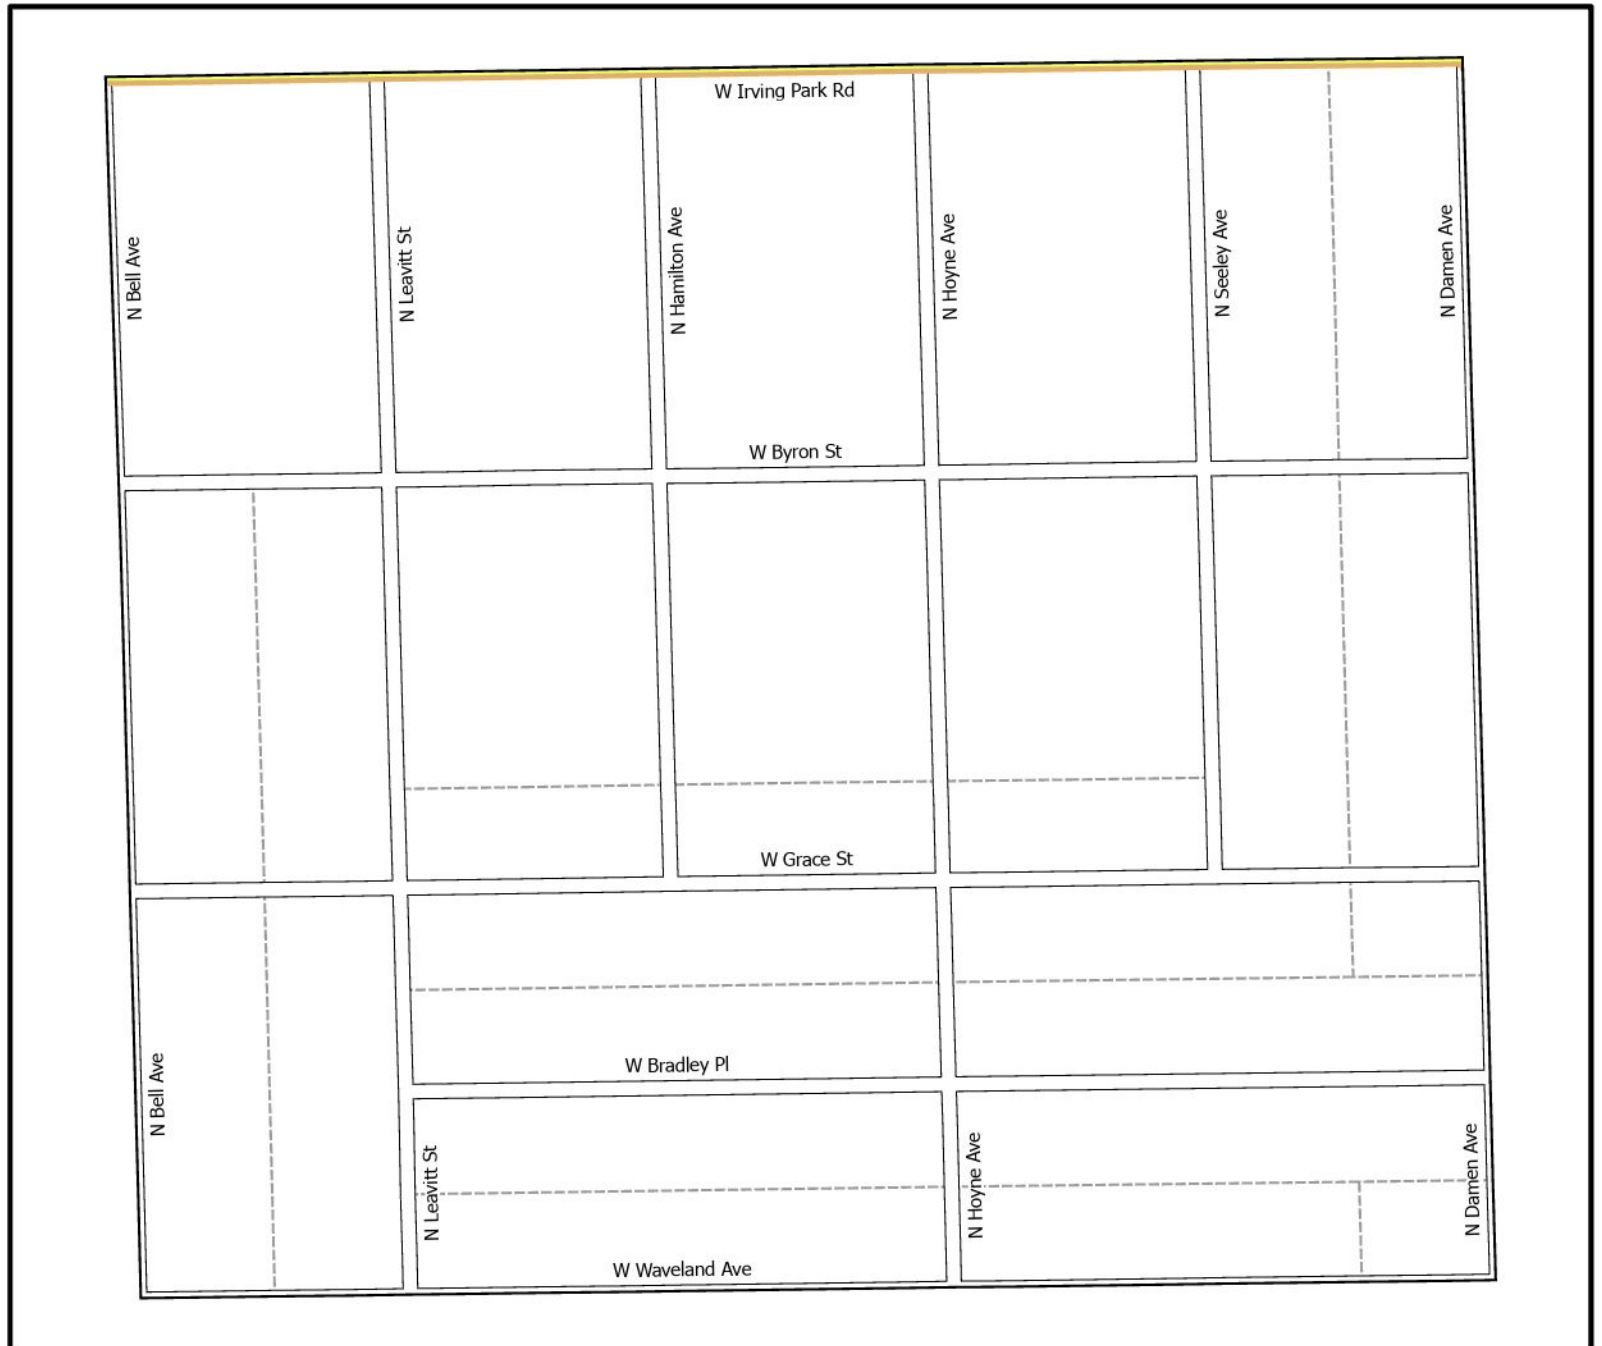 W Irving Park Rd
N Bell Ave
N Leavitt St
N Hamilton Ave
N Hoyne Ave
N Seeley Ave
N Damen Ave
W Byron St
W Grace St
W Bradley Pl
N Bell Ave
N Leavitt St
N Hoyne Ave
N Damen Ave
W Waveland Ave